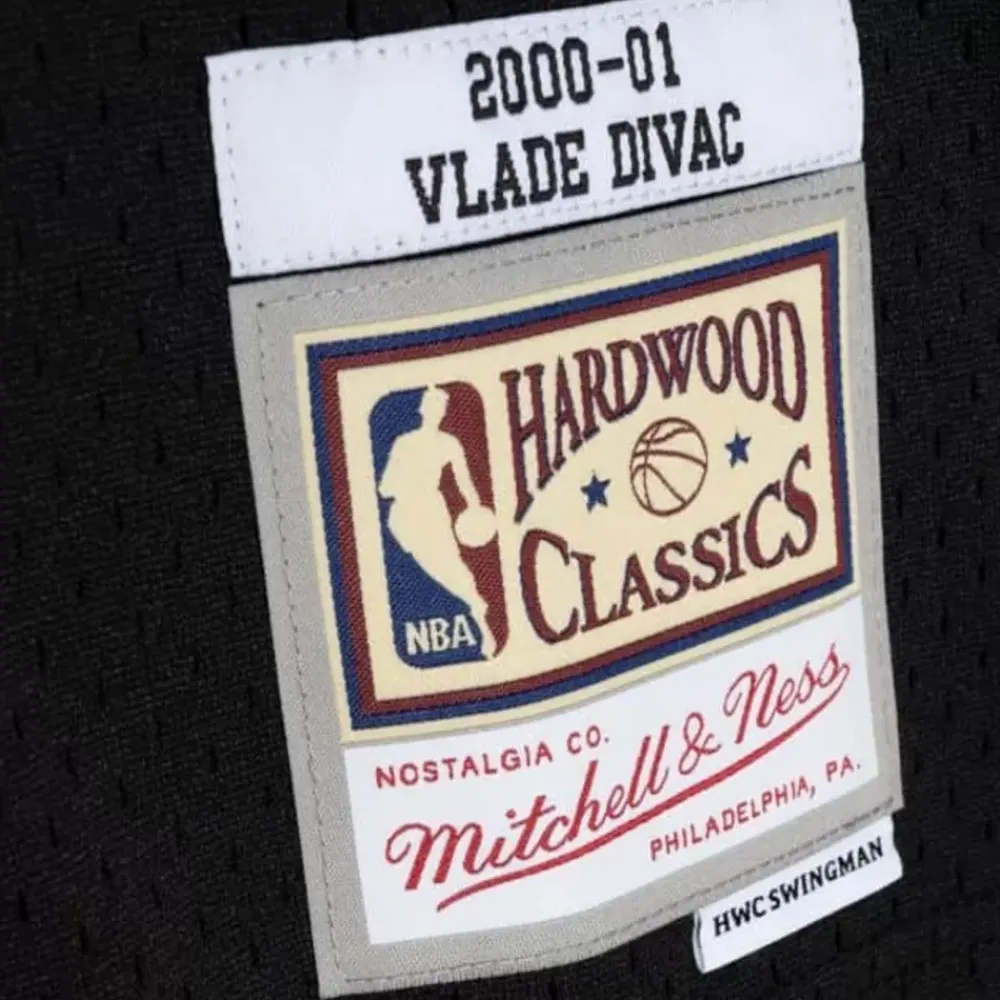 2000-01
VLADE DIVAC
HARDWOOD
CLASSICS
NBA
NOSTALGIA CO.
Mitchell & Ness
PHILADELPHIA, PA.
HWC SWINGMAN